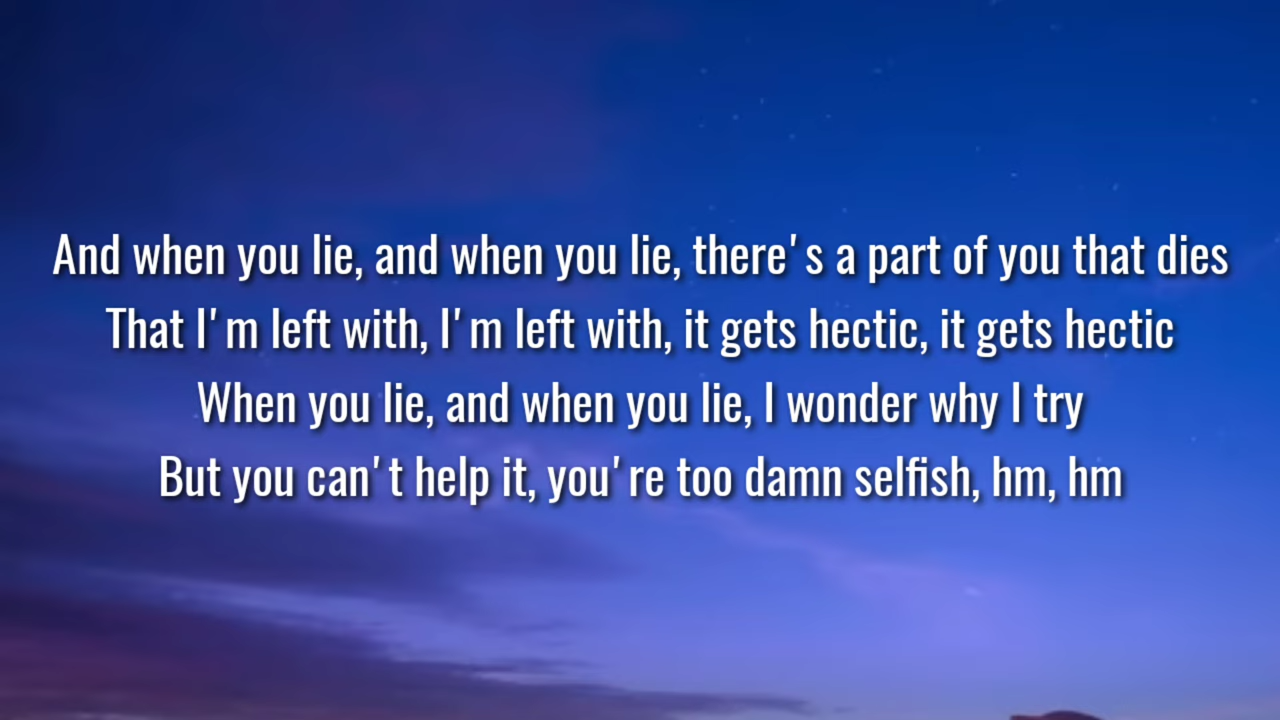 And when you lie, and when you lie, there's a part of you that dies
That I'm left with, I'm left with, it gets hectic, it gets hectic
When you lie, and when you lie, I wonder why I try
But you can't help it, you're too damn selfish, hm, hm